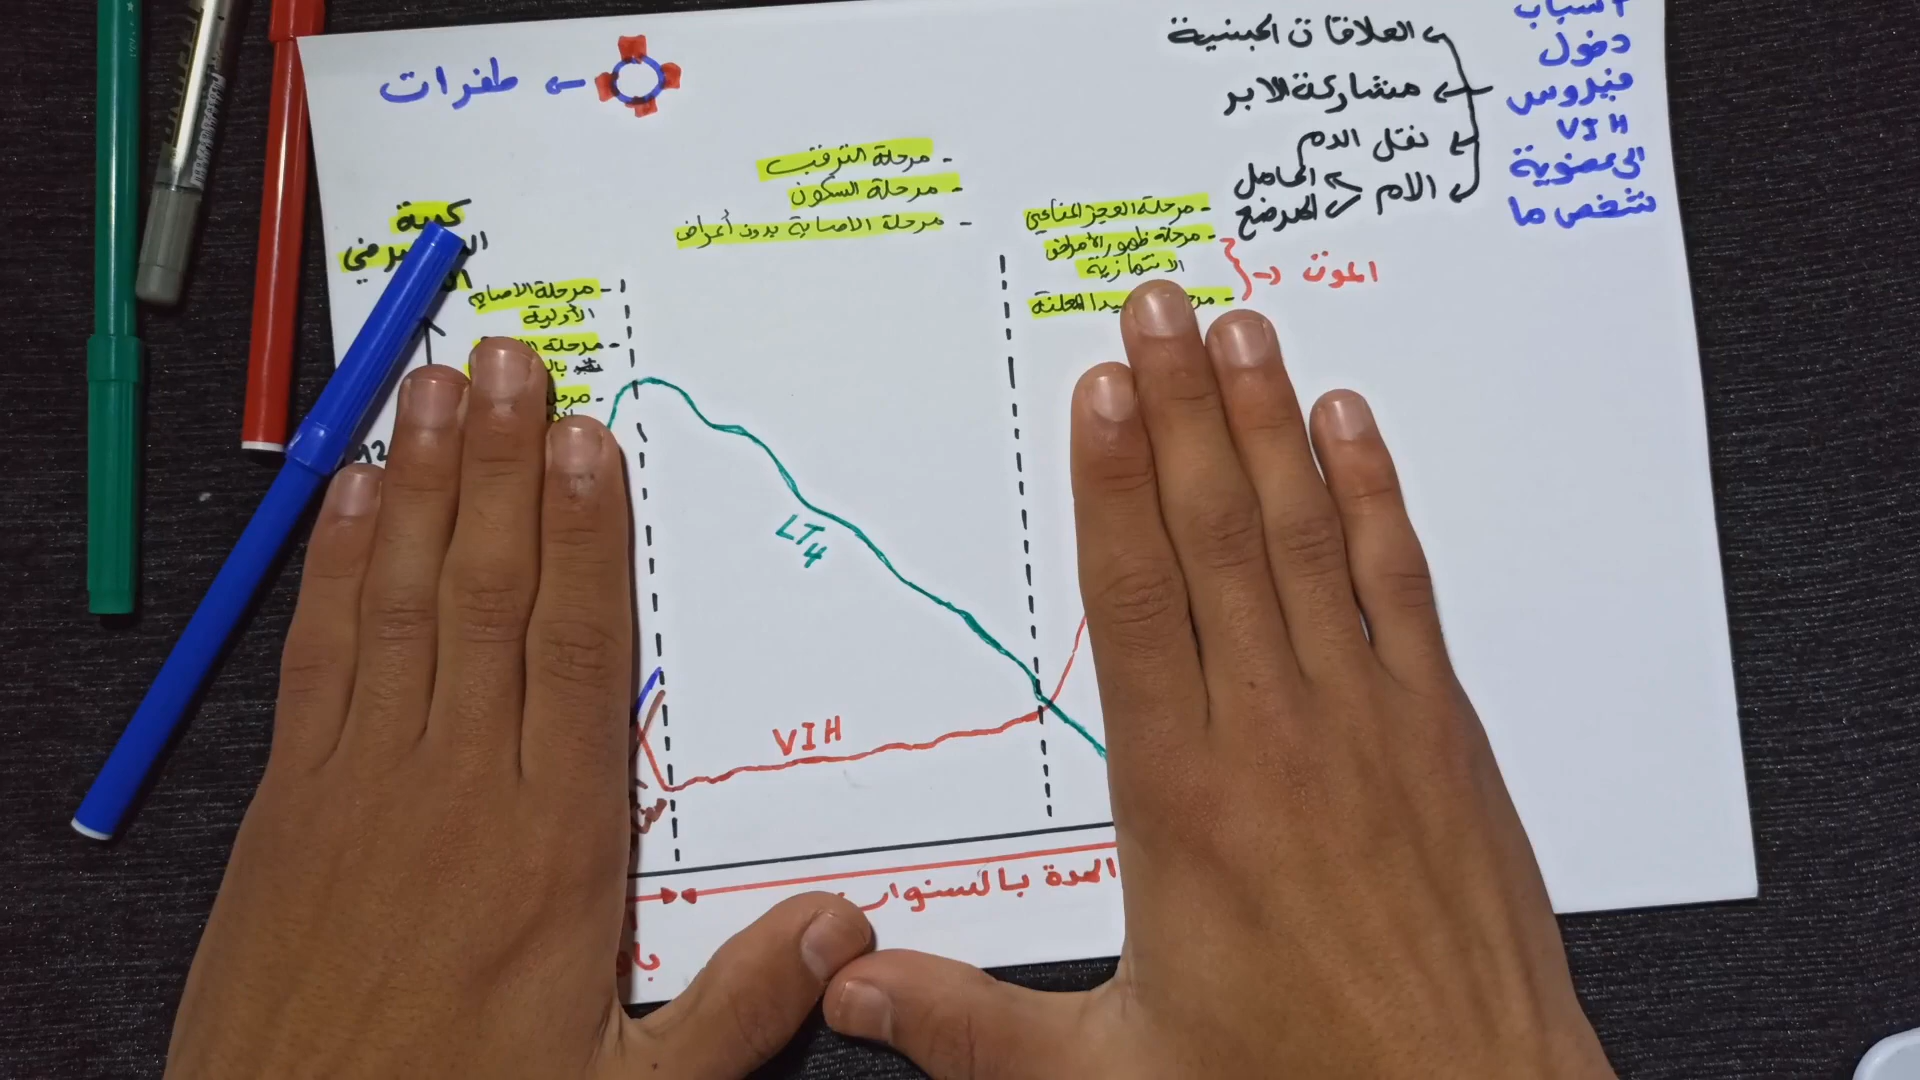 أسباب
دخول
فيروس
VIH
الى عضوية
شخص ما
العلاقات الجنسية
مشاركة الابر
نقل الدم
الام
الحامل
المرضع
طفرات
- مرحلة الترقب
- مرحلة السكون
- مرحلة الاصابة بدون أعراض
- مرحلة العجز المناعي
- مرحلة ظهور الأمراض
الانتهازية
المعلنة
الموت
كمية
- مرحلة الاصابة
الأولية
- مرحلة
LT4
VIH
المدة بالسنوات